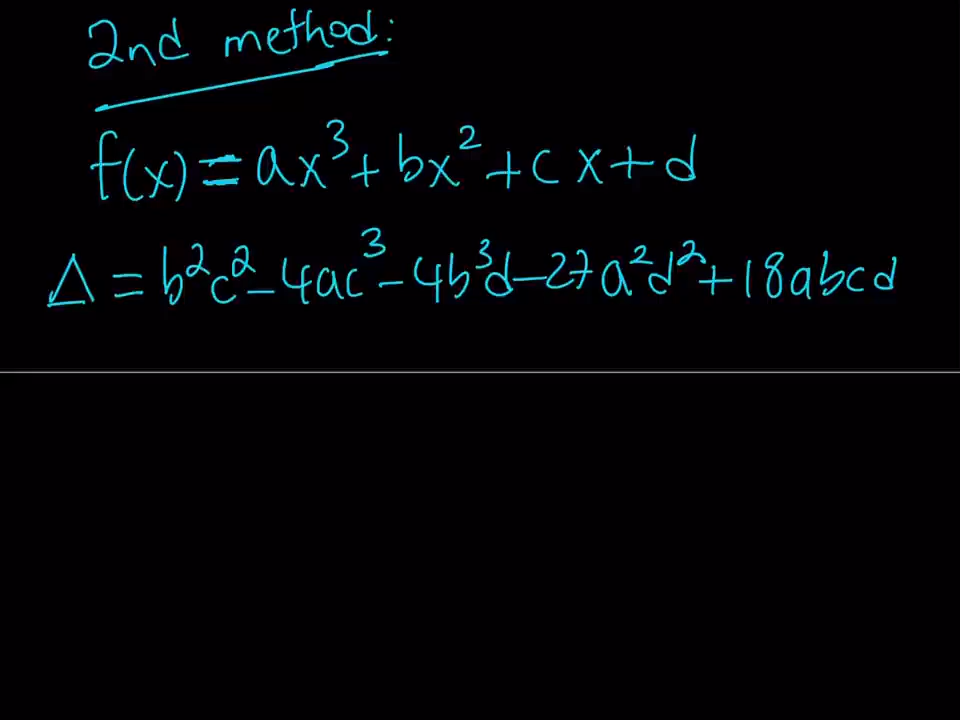 2nd method:
f(x) = ax³ + bx² + cx + d
Δ = b²c² - 4ac³ - 4b³d - 27a²d² + 18abcd